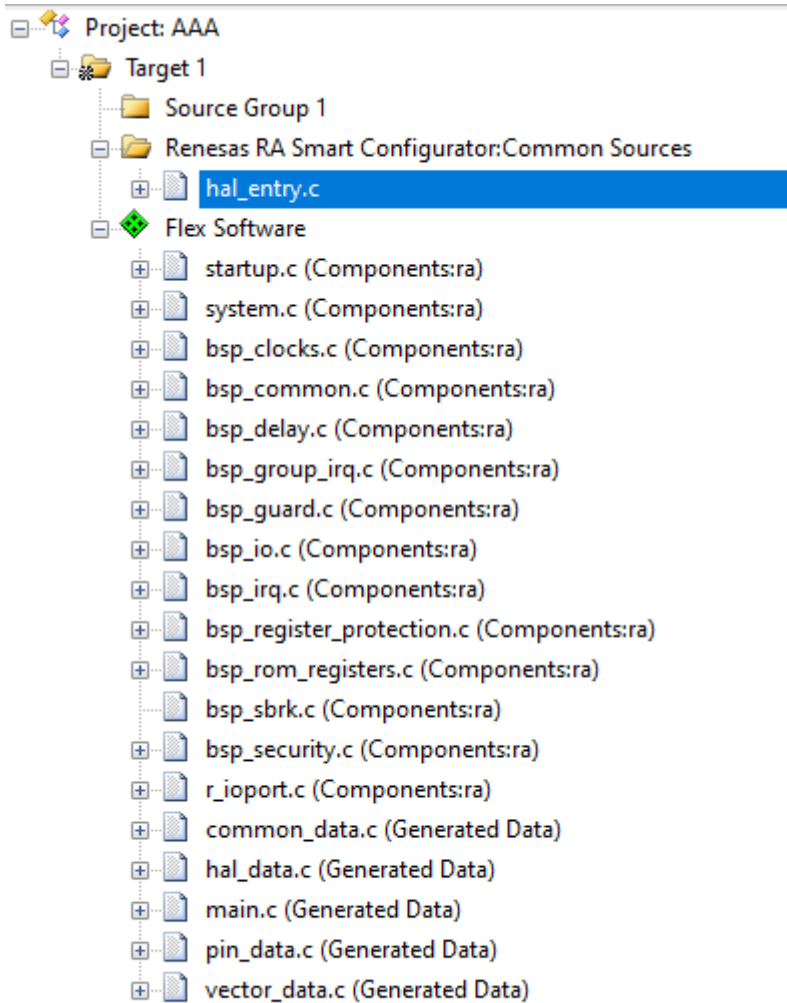 Project: AAA
Target 1
Source Group 1
Renesas RA Smart Configurator:Common Sources
hal_entry.c
Flex Software
startup.c (Components:ra)
system.c (Components:ra)
bsp_clocks.c (Components:ra)
bsp_common.c (Components:ra)
bsp_delay.c (Components:ra)
bsp_group_irq.c (Components:ra)
bsp_guard.c (Components:ra)
bsp_io.c (Components:ra)
bsp_irq.c (Components:ra)
bsp_register_protection.c (Components:ra)
bsp_rom_registers.c (Components:ra)
bsp_sbrk.c (Components:ra)
bsp_security.c (Components:ra)
r_ioport.c (Components:ra)
common_data.c (Generated Data)
hal_data.c (Generated Data)
main.c (Generated Data)
pin_data.c (Generated Data)
vector_data.c (Generated Data)